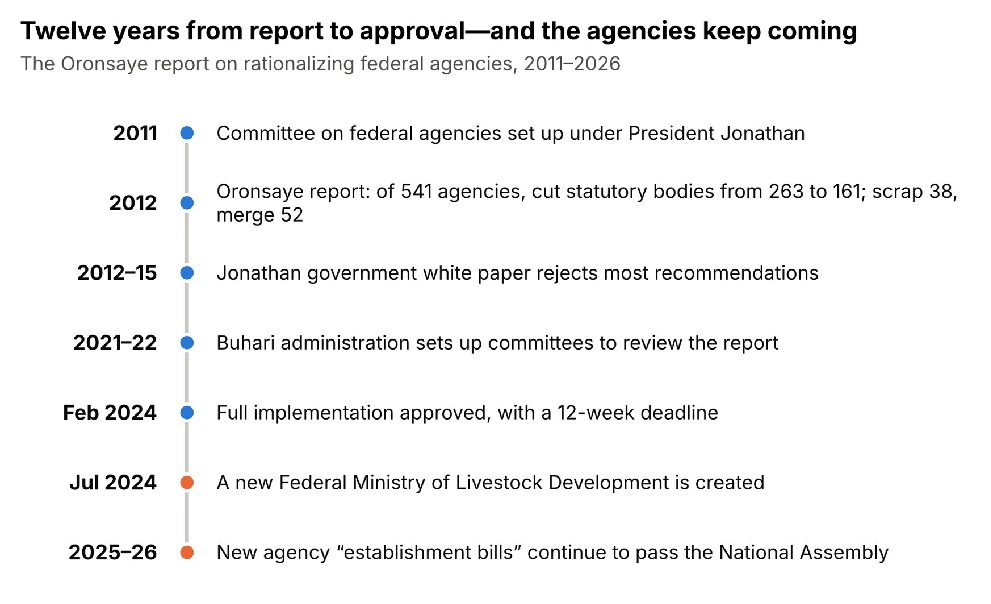 Twelve years from report to approval—and the agencies keep coming
The Oronsaye report on rationalizing federal agencies, 2011–2026
2011 Committee on federal agencies set up under President Jonathan
2012 Oronsaye report: of 541 agencies, cut statutory bodies from 263 to 161; scrap 38,
merge 52
2012–15 Jonathan government white paper rejects most recommendations
2021–22 Buhari administration sets up committees to review the report
Feb 2024 Full implementation approved, with a 12-week deadline
Jul 2024 A new Federal Ministry of Livestock Development is created
2025–26 New agency “establishment bills” continue to pass the National Assembly